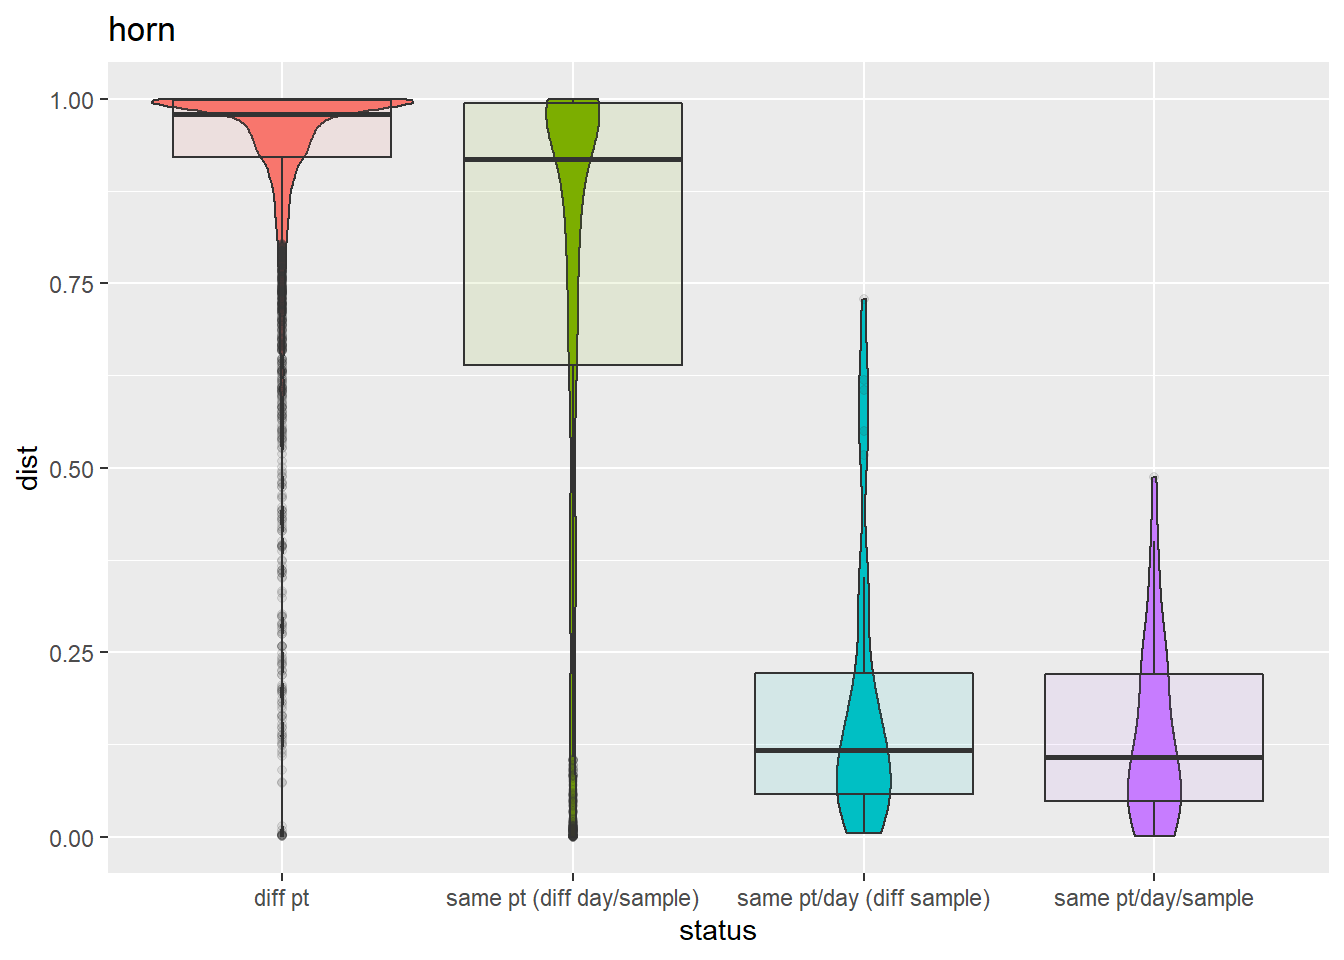 horn
1.00
0.75
0.50
0.25
0.00
dist
diff pt
same pt (diff day/sample)
same pt/day (diff sample)
same pt/day/sample
status